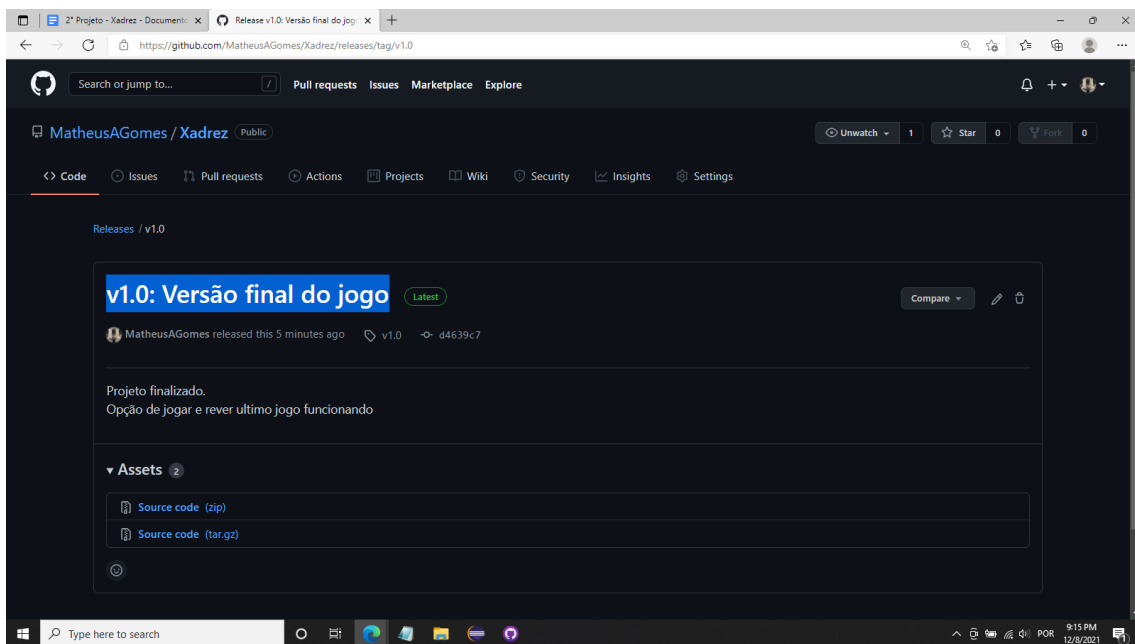 2° Projeto - Xadrez - Documento
Release v1.0: Versão final do jog
https://github.com/MatheusAGomes/Xadrez/releases/tag/v1.0
Search or jump to... /
Pull requests Issues Marketplace Explore
MatheusAGomes / Xadrez Public
Unwatch 1 Star 0 Fork 0
Code Issues Pull requests Actions Projects Wiki Security Insights Settings
Releases / v1.0
v1.0: Versão final do jogo Latest
Compare
MatheusAGomes released this 5 minutes ago v1.0 d4639c7
Projeto finalizado.
Opção de jogar e rever ultimo jogo funcionando
Assets 2
Source code (zip)
Source code (tar.gz)
Type here to search
POR
9:15 PM
12/8/2021